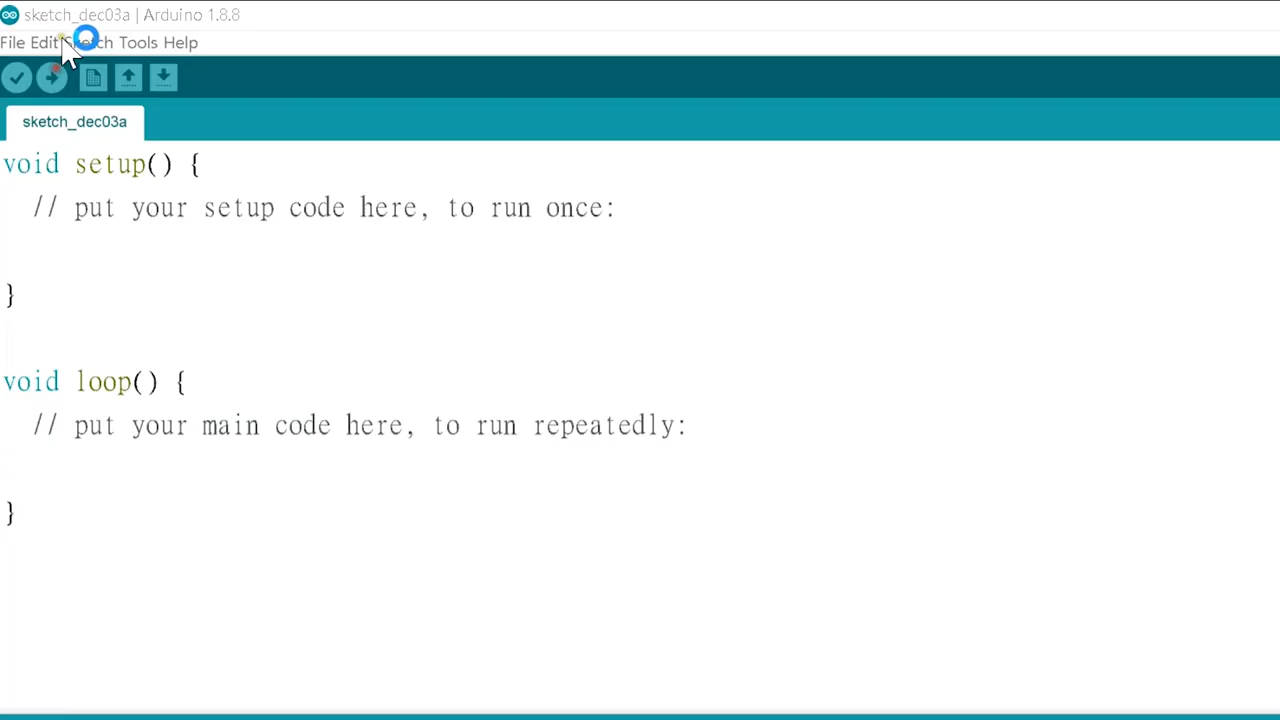 sketch_dec03a | Arduino 1.8.8
File Edit Sketch Tools Help
sketch_dec03a
void setup() {
  // put your setup code here, to run once:
}
void loop() {
  // put your main code here, to run repeatedly:
}